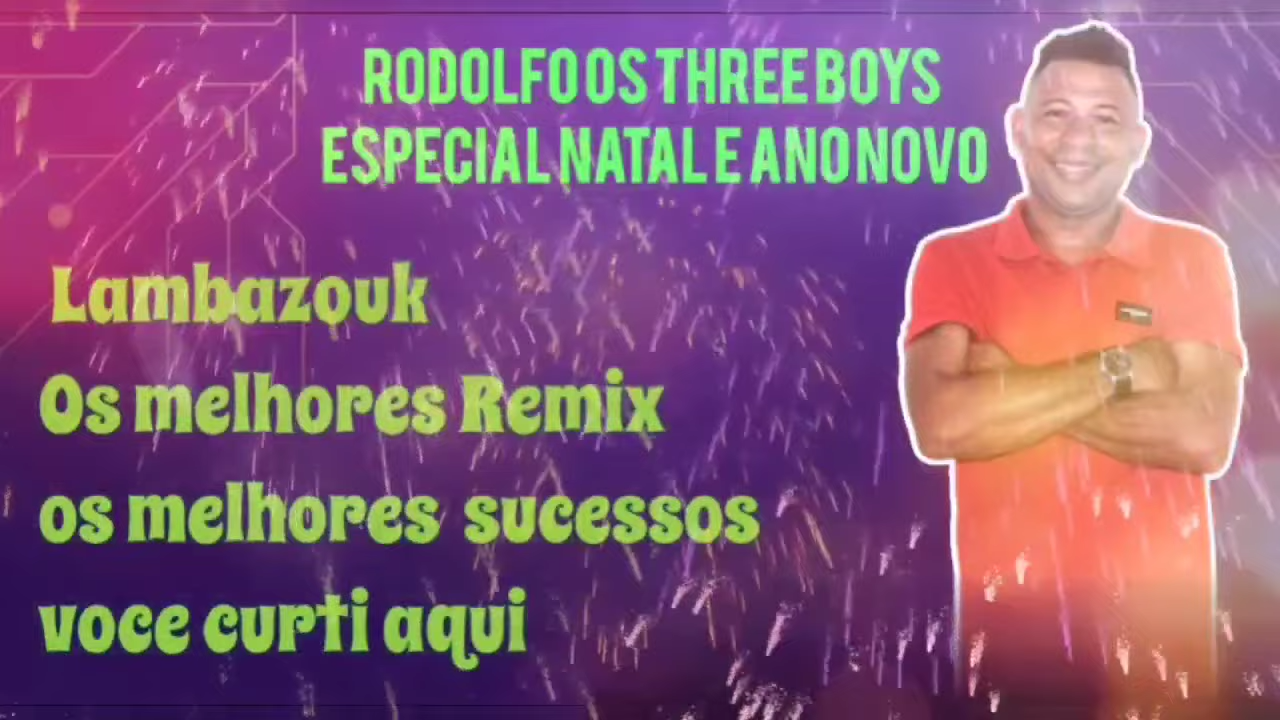 RODOLFO OS THREE BOYS
ESPECIAL NATAL E ANO NOVO
Lambazouk
Os melhores Remix
os melhores sucessos
voce curti aqui